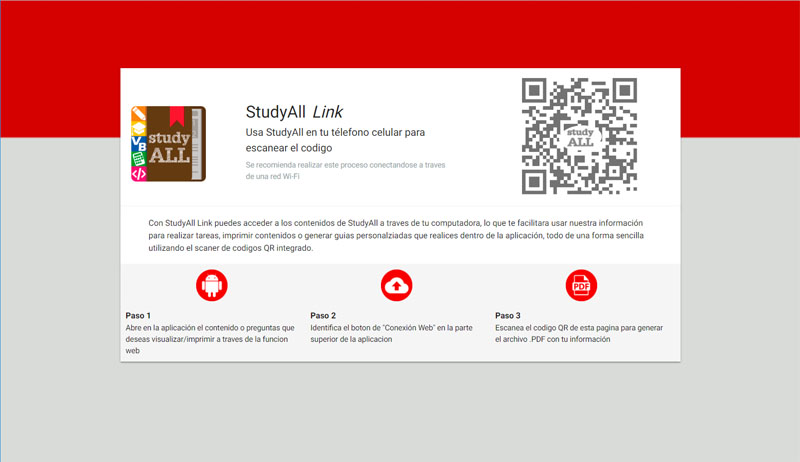 StudyAll Link
Usa StudyAll en tu télefono celular para
escanear el codigo
Se recomienda realizar este proceso conectandose a traves
de una red Wi-Fi
VB
study
ALL
study
ALL
Con StudyAll Link puedes acceder a los contenidos de StudyAll a traves de tu computadora, lo que te facilitara usar nuestra información
para realizar tareas, imprimir contenidos o generar guias personalziadas que realices dentro de la aplicación, todo de una forma sencilla
utilizando el scaner de codigos QR integrado.
PDF
Paso 1
Abre en la aplicación el contenido o preguntas que
deseas visualizar/imprimir a traves de la funcion
web
Paso 2
Identifica el boton de "Conexión Web" en la parte
superior de la aplicacion
Paso 3
Escanea el codigo QR de esta pagina para generar
el archivo .PDF con tu información